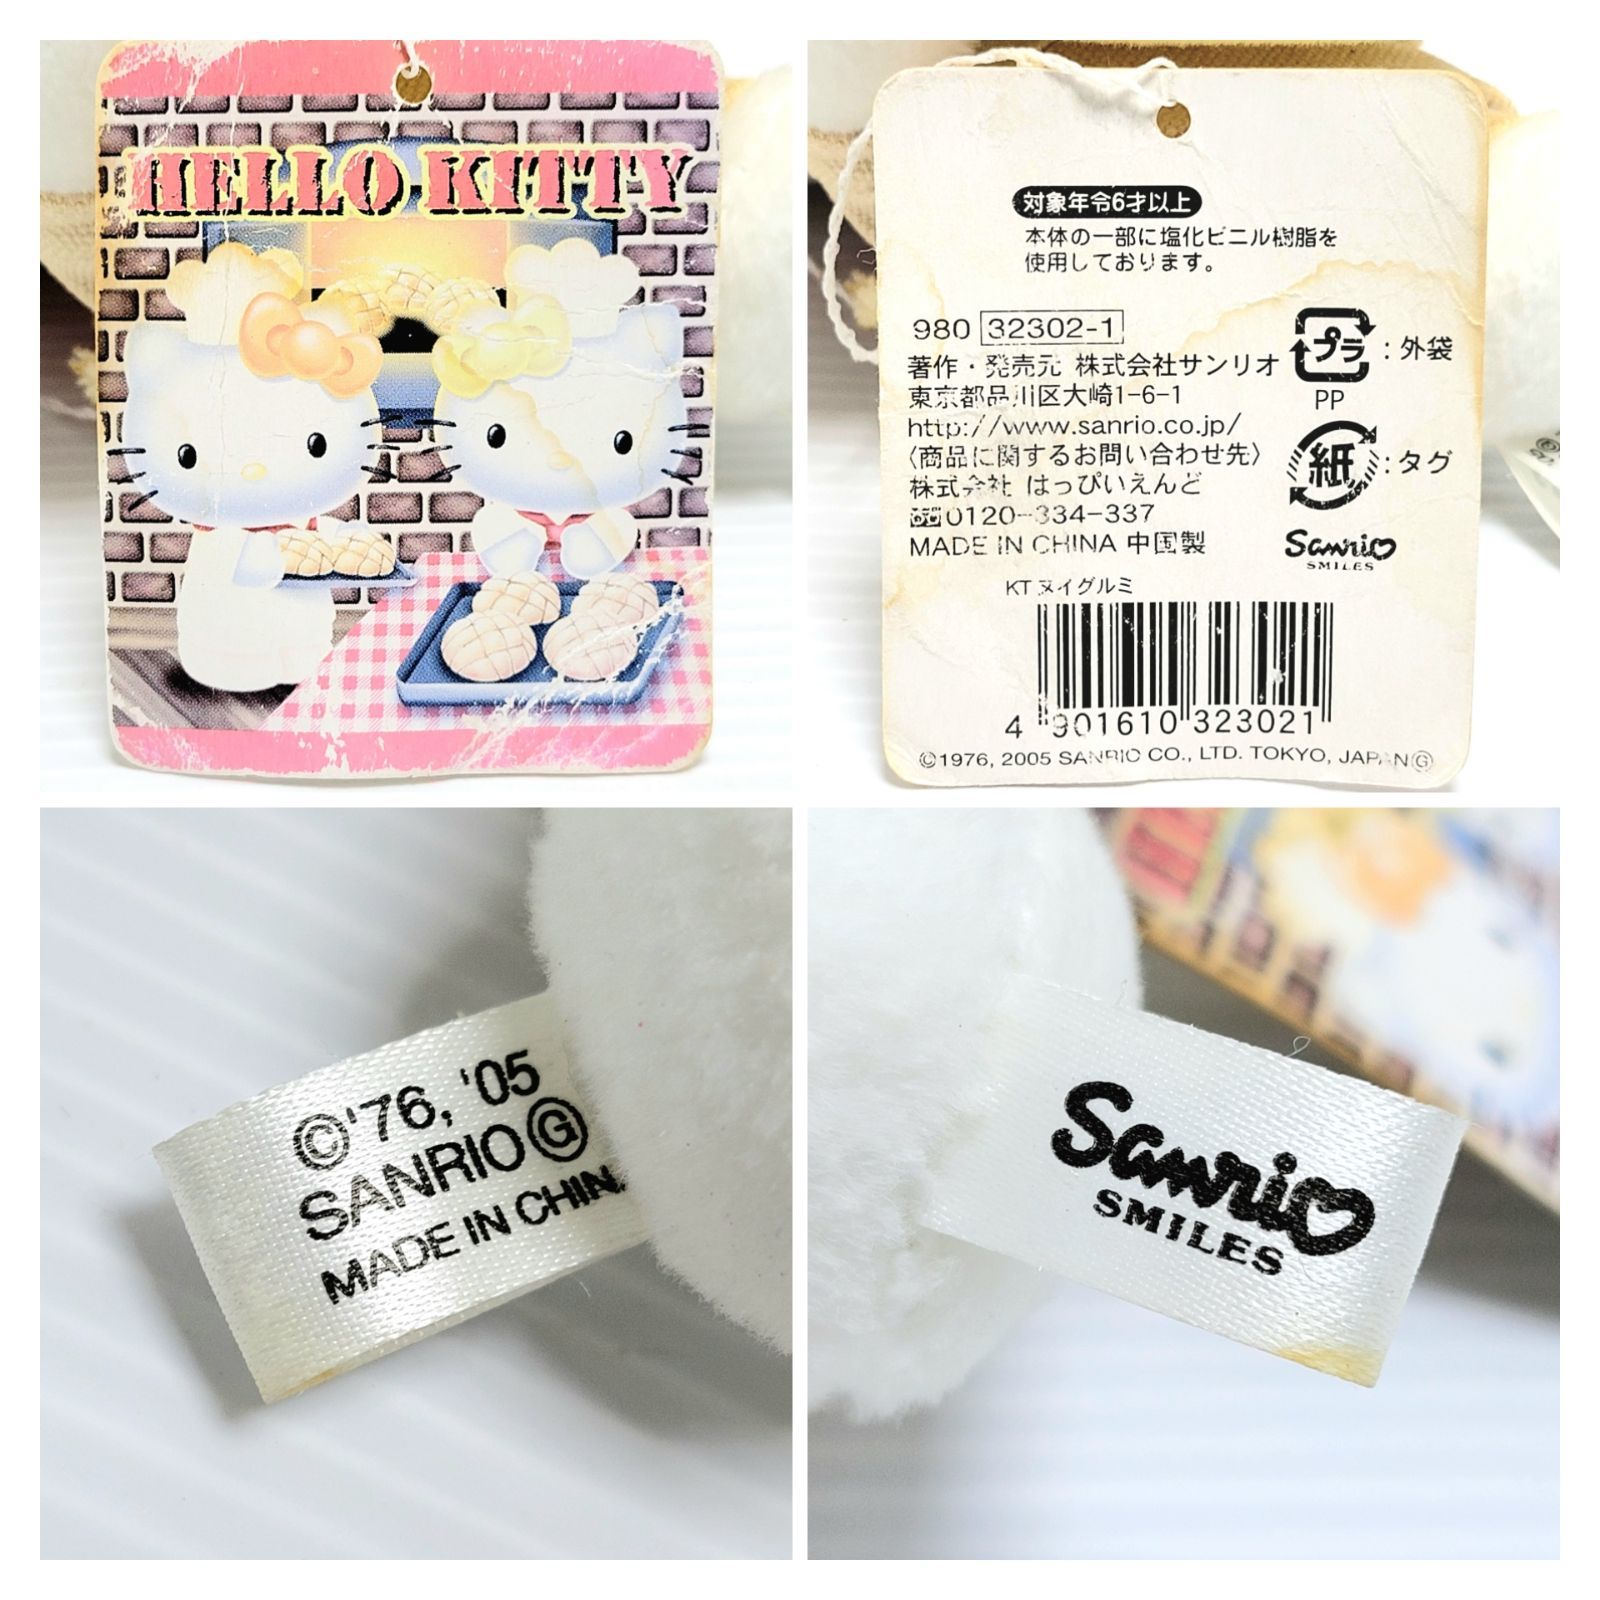 HELLO KITTY
対象年令6才以上
本体の一部に塩化ビニル樹脂を
使用しております。
980 32302-1
著作・発売元 株式会社サンリオ
東京都品川区大崎1-6-1
http://www.sanrio.co.jp/
〈商品に関するお問い合わせ先〉
株式会社 はっぴいえんど
0120-334-337
MADE IN CHINA 中国製
プラ : 外袋
PP
紙 : タグ
Sanrio
SMILES
KT ヌイグルミ
4 901610 323021
©1976, 2005 SANRIO CO., LTD. TOKYO, JAPAN Ⓖ
©'76, '05
SANRIO Ⓖ
MADE IN CHIN
Sanrio
SMILES